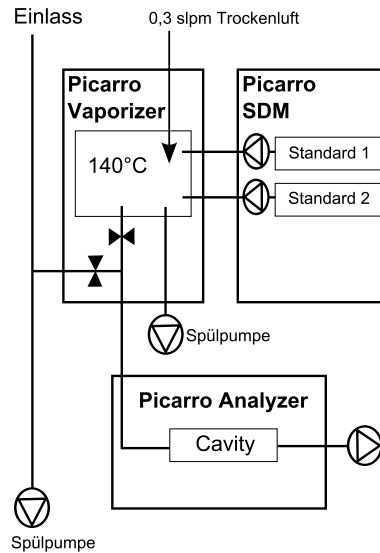 Einlass
0,3 slpm Trockenluft
Picarro
Vaporizer
140°C
Picarro
SDM
Standard 1
Standard 2
Spülpumpe
Picarro Analyzer
Cavity
Spülpumpe